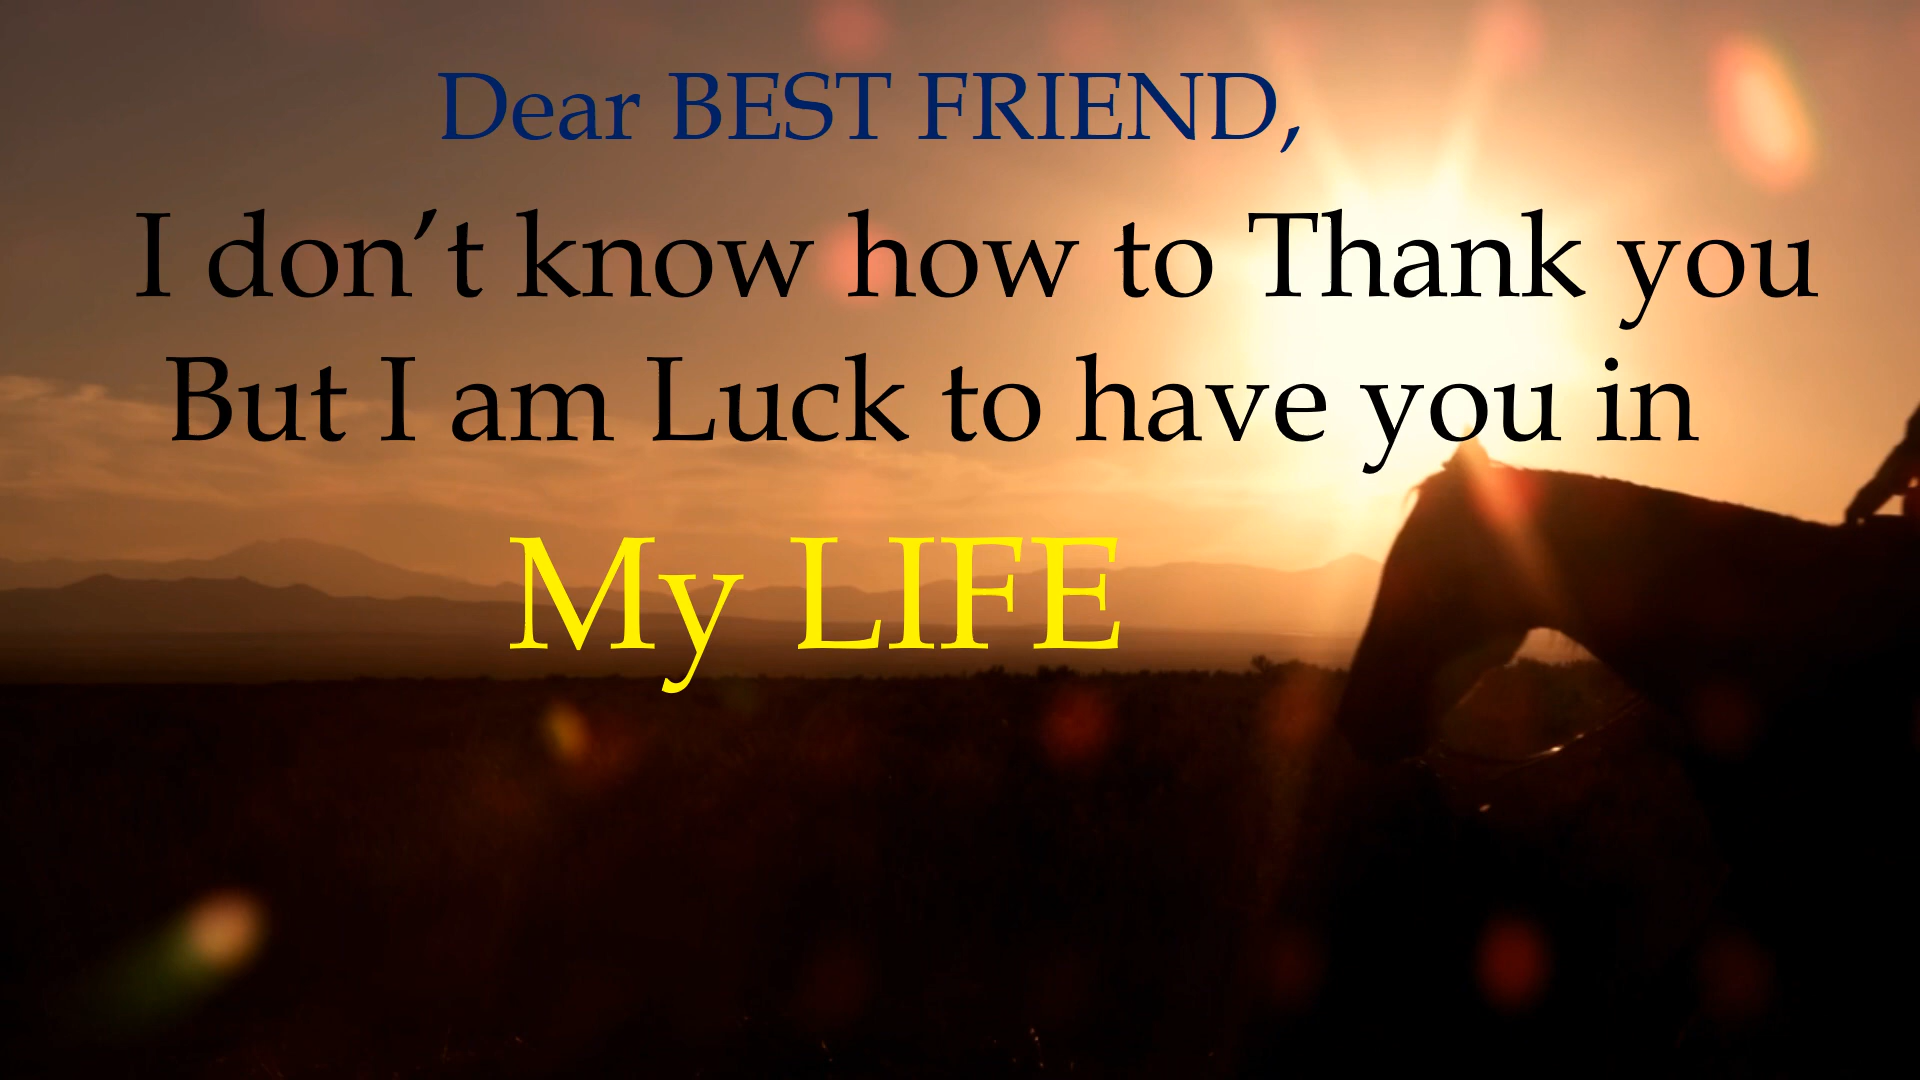 Dear BEST FRIEND,
I don’t know how to Thank you
But I am Luck to have you in
My LIFE